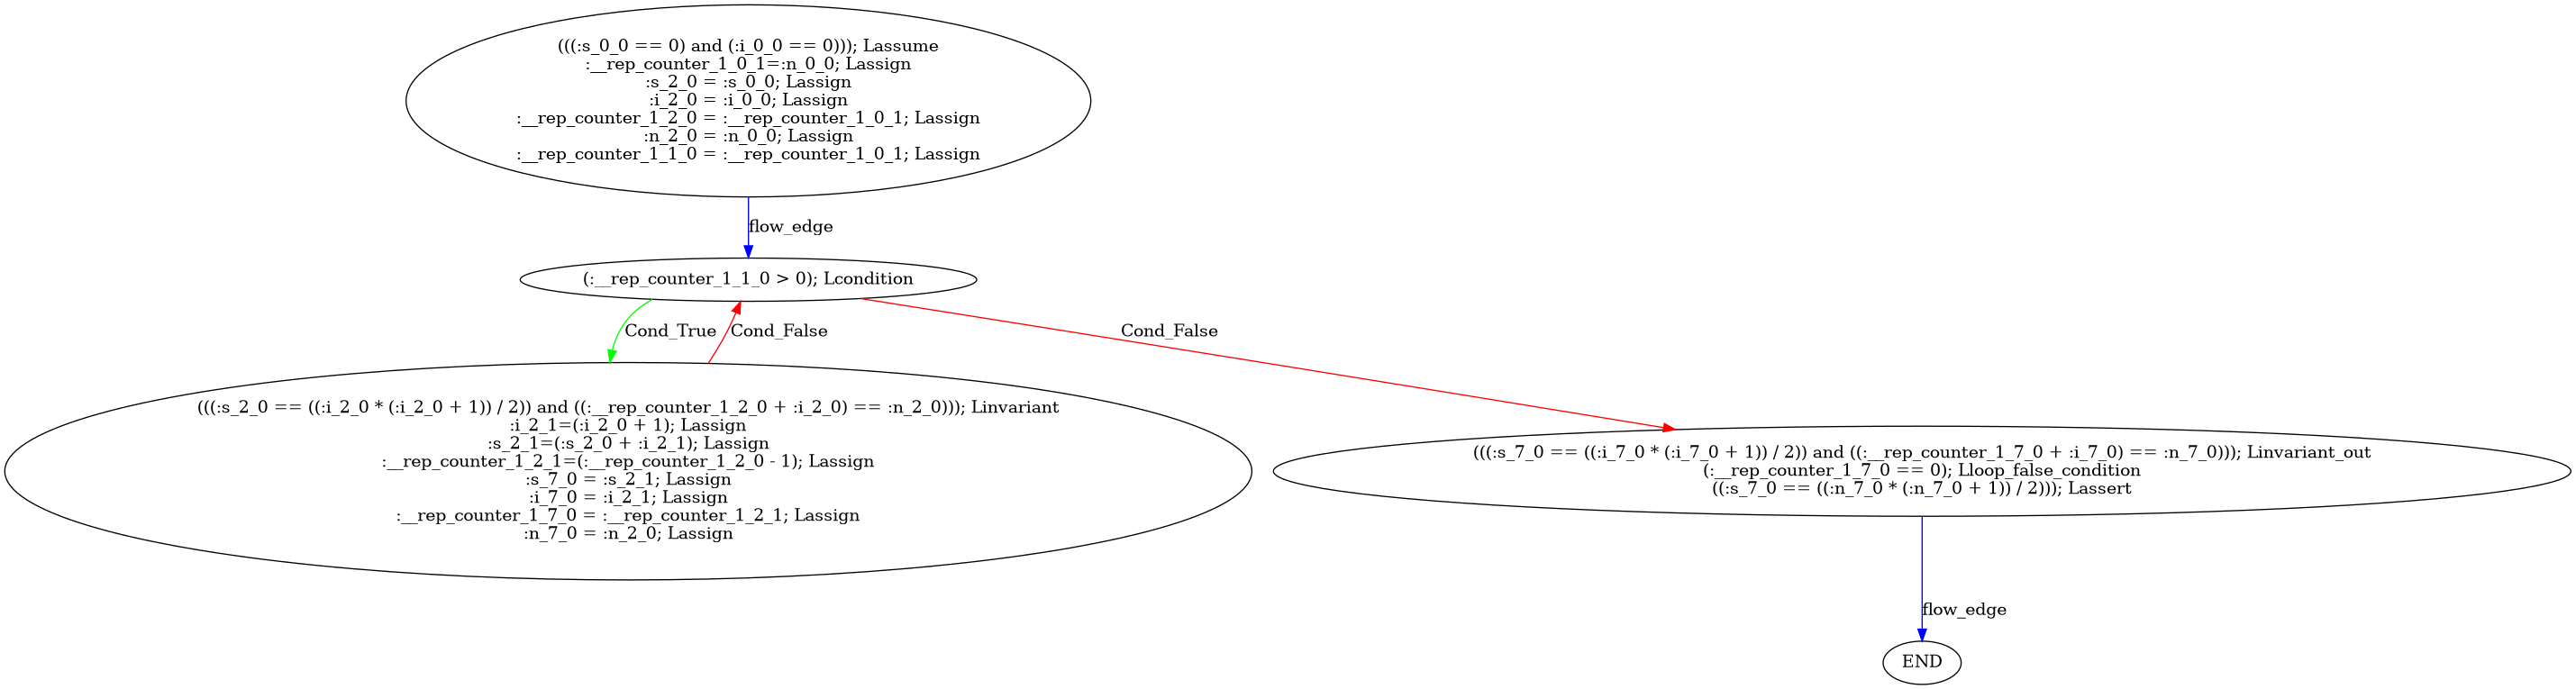 (((:s_0_0 == 0) and (:i_0_0 == 0))); Lassume
:__rep_counter_1_0_1=:n_0_0; Lassign
:s_2_0 = :s_0_0; Lassign
:i_2_0 = :i_0_0; Lassign
:__rep_counter_1_2_0 = :__rep_counter_1_0_1; Lassign
:n_2_0 = :n_0_0; Lassign
:__rep_counter_1_1_0 = :__rep_counter_1_0_1; Lassign
flow_edge
(:__rep_counter_1_1_0 > 0); Lcondition
Cond_True
Cond_False
Cond_False
(((:s_2_0 == ((:i_2_0 * (:i_2_0 + 1)) / 2)) and ((:__rep_counter_1_2_0 + :i_2_0) == :n_2_0))); Linvariant
:i_2_1=(:i_2_0 + 1); Lassign
:s_2_1=(:s_2_0 + :i_2_1); Lassign
:__rep_counter_1_2_1=(:__rep_counter_1_2_0 - 1); Lassign
:s_7_0 = :s_2_1; Lassign
:i_7_0 = :i_2_1; Lassign
:__rep_counter_1_7_0 = :__rep_counter_1_2_1; Lassign
:n_7_0 = :n_2_0; Lassign
(((:s_7_0 == ((:i_7_0 * (:i_7_0 + 1)) / 2)) and ((:__rep_counter_1_7_0 + :i_7_0) == :n_7_0))); Linvariant_out
(:__rep_counter_1_7_0 == 0); Lloop_false_condition
((:s_7_0 == ((:n_7_0 * (:n_7_0 + 1)) / 2))); Lassert
flow_edge
END